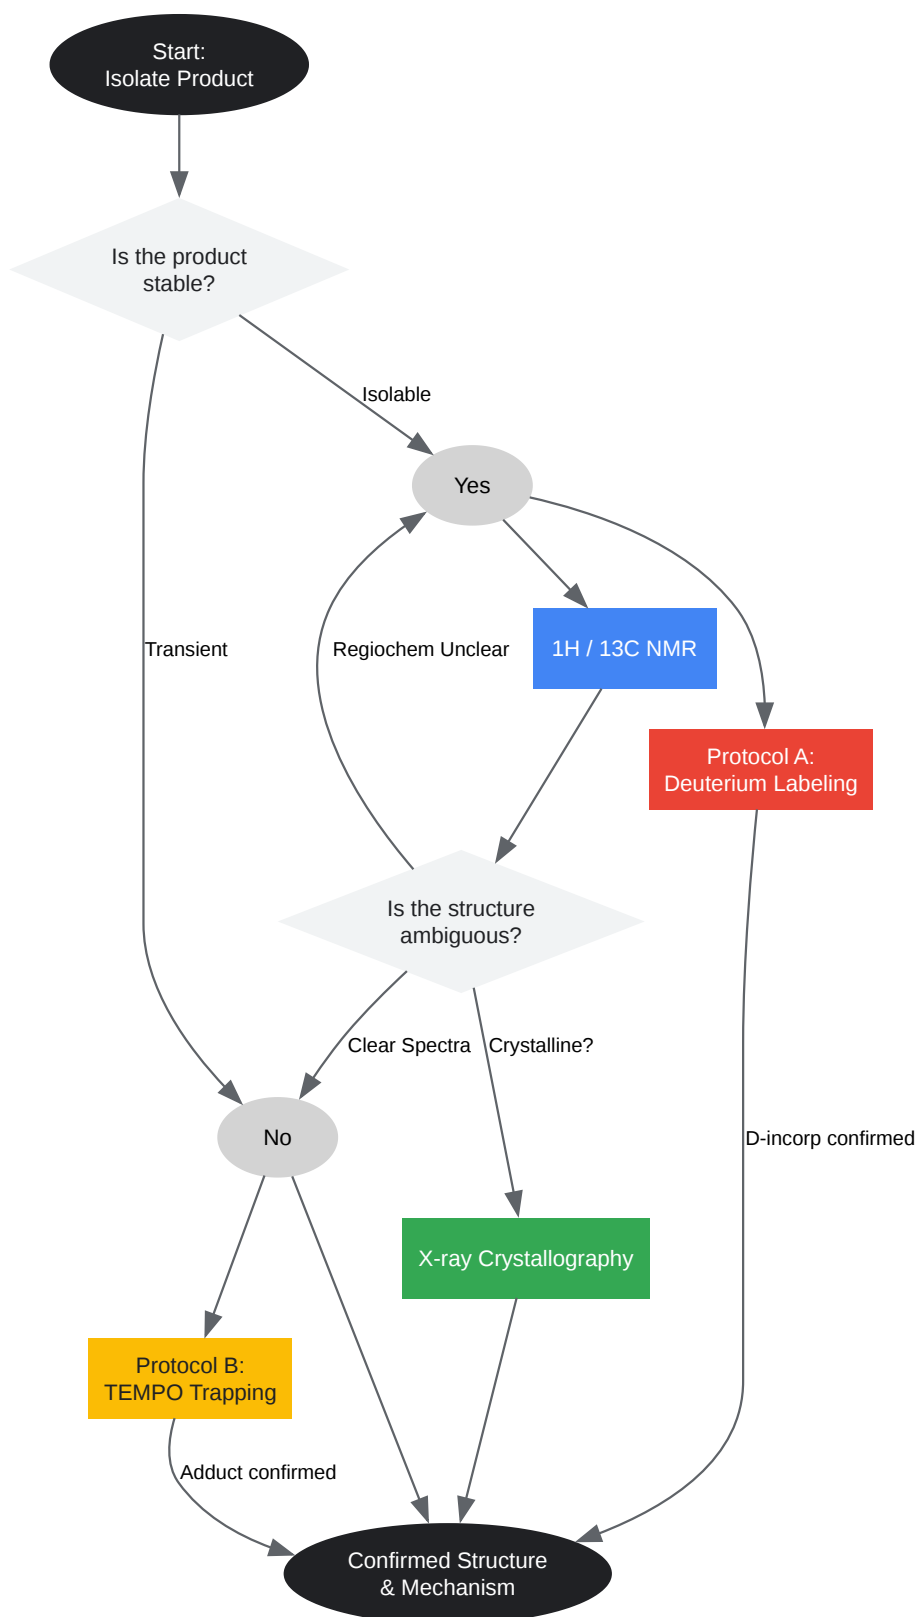 Start:
Isolate Product
Is the product
stable?
Isolable
Yes
Transient
Regiochem Unclear
1H / 13C NMR
Protocol A:
Deuterium Labeling
Is the structure
ambiguous?
Clear Spectra
Crystalline?
No
D-incorp confirmed
X-ray Crystallography
Protocol B:
TEMPO Trapping
Adduct confirmed
Confirmed Structure
& Mechanism